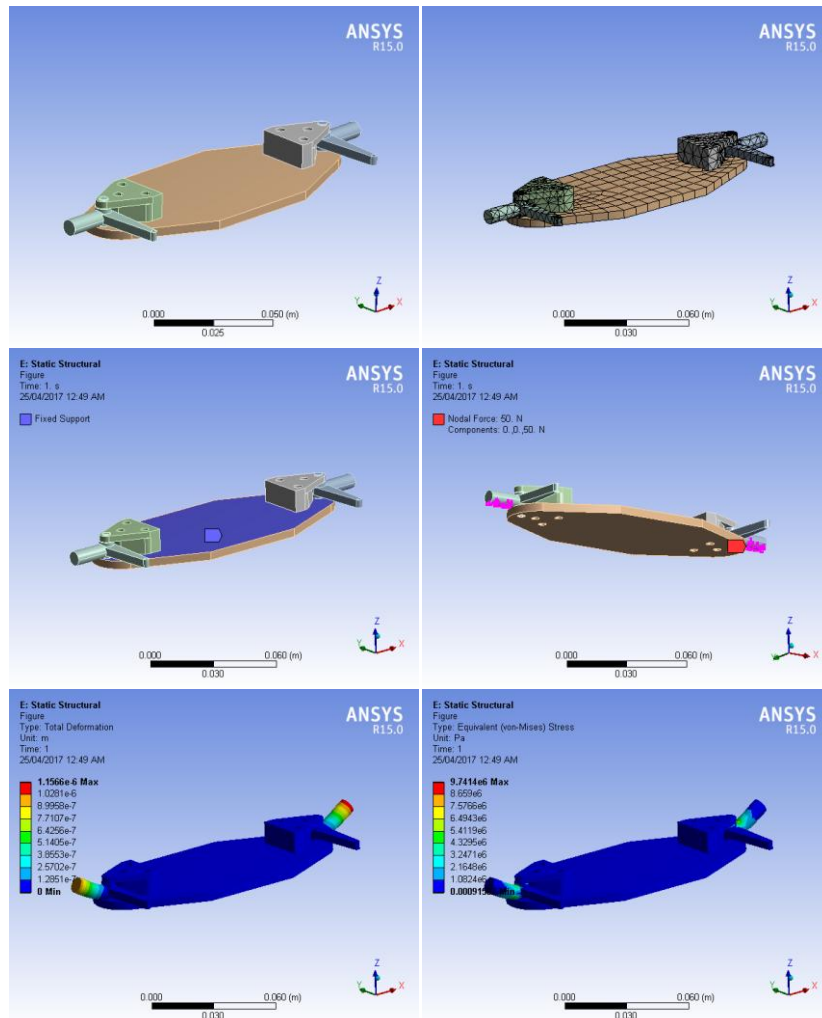 ANSYS
R15.0
Z
Y
X
0.000
0.050 (m)
0.025
ANSYS
R15.0
Z
Y
X
0.000
0.060 (m)
0.030
E: Static Structural
Figure
Time: 1. s
25/04/2017 12:49 AM
Fixed Support
ANSYS
R15.0
Z
Y
X
0.000
0.060 (m)
0.030
E: Static Structural
Figure
Time: 1. s
25/04/2017 12:49 AM
Nodal Force: 50. N
Components: 0.,0.,50. N
ANSYS
R15.0
Z
Y
X
0.000
0.060 (m)
0.030
E: Static Structural
Figure
Type: Total Deformation
Unit: m
Time: 1
25/04/2017 12:49 AM
ANSYS
R15.0
1.1566e-6 Max
1.0281e-6
8.9958e-7
7.7107e-7
6.4256e-7
5.1405e-7
3.8553e-7
2.5702e-7
1.2851e-7
0 Min
Z
Y
X
0.000
0.060 (m)
0.030
E: Static Structural
Figure
Type: Equivalent (von-Mises) Stress
Unit: Pa
Time: 1
25/04/2017 12:49 AM
ANSYS
R15.0
9.7414e6 Max
8.659e6
7.5766e6
6.4943e6
5.4119e6
4.3295e6
3.2471e6
2.1648e6
1.0824e6
Min
Z
Y
X
0.000
0.060 (m)
0.030